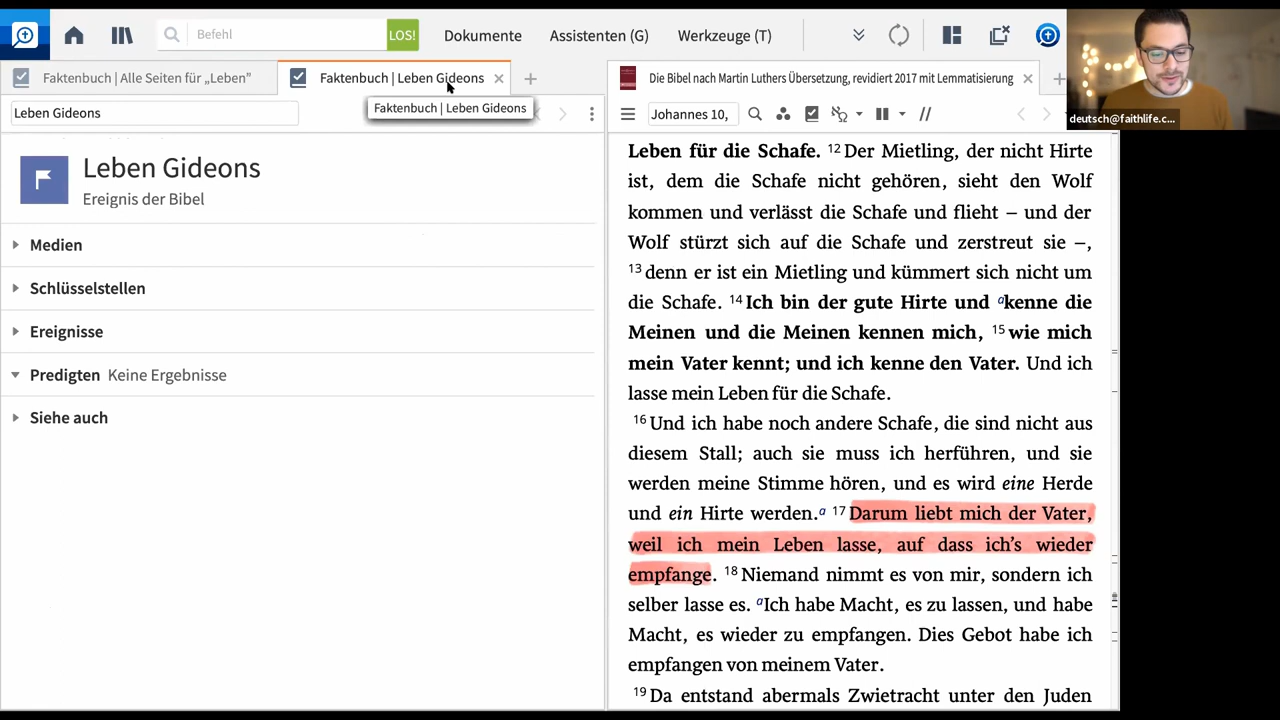 Befehl
LOS!
Dokumente
Assistenten (G)
Werkzeuge (T)
Faktenbuch | Alle Seiten für „Leben”
Faktenbuch | Leben Gideons
Leben Gideons
Faktenbuch | Leben Gideons
Leben Gideons
Ereignis der Bibel
Medien
Schlüsselstellen
Ereignisse
Predigten Keine Ergebnisse
Siehe auch
Die Bibel nach Martin Luthers Übersetzung, revidiert 2017 mit Lemmatisierung
Johannes 10,
Leben für die Schafe. 12 Der Mietling, der nicht Hirte
ist, dem die Schafe nicht gehören, sieht den Wolf
kommen und verlässt die Schafe und flieht – und der
Wolf stürzt sich auf die Schafe und zerstreut sie –,
13 denn er ist ein Mietling und kümmert sich nicht um
die Schafe. 14 Ich bin der gute Hirte und a kenne die
Meinen und die Meinen kennen mich, 15 wie mich
mein Vater kennt; und ich kenne den Vater. Und ich
lasse mein Leben für die Schafe.
16 Und ich habe noch andere Schafe, die sind nicht aus
diesem Stall; auch sie muss ich herführen, und sie
werden meine Stimme hören, und es wird eine Herde
und ein Hirte werden.a 17 Darum liebt mich der Vater,
weil ich mein Leben lasse, auf dass ich’s wieder
empfange. 18 Niemand nimmt es von mir, sondern ich
selber lasse es. a Ich habe Macht, es zu lassen, und habe
Macht, es wieder zu empfangen. Dies Gebot habe ich
empfangen von meinem Vater.
19 Da entstand abermals Zwietracht unter den Juden
deutsch@faithlife.c...